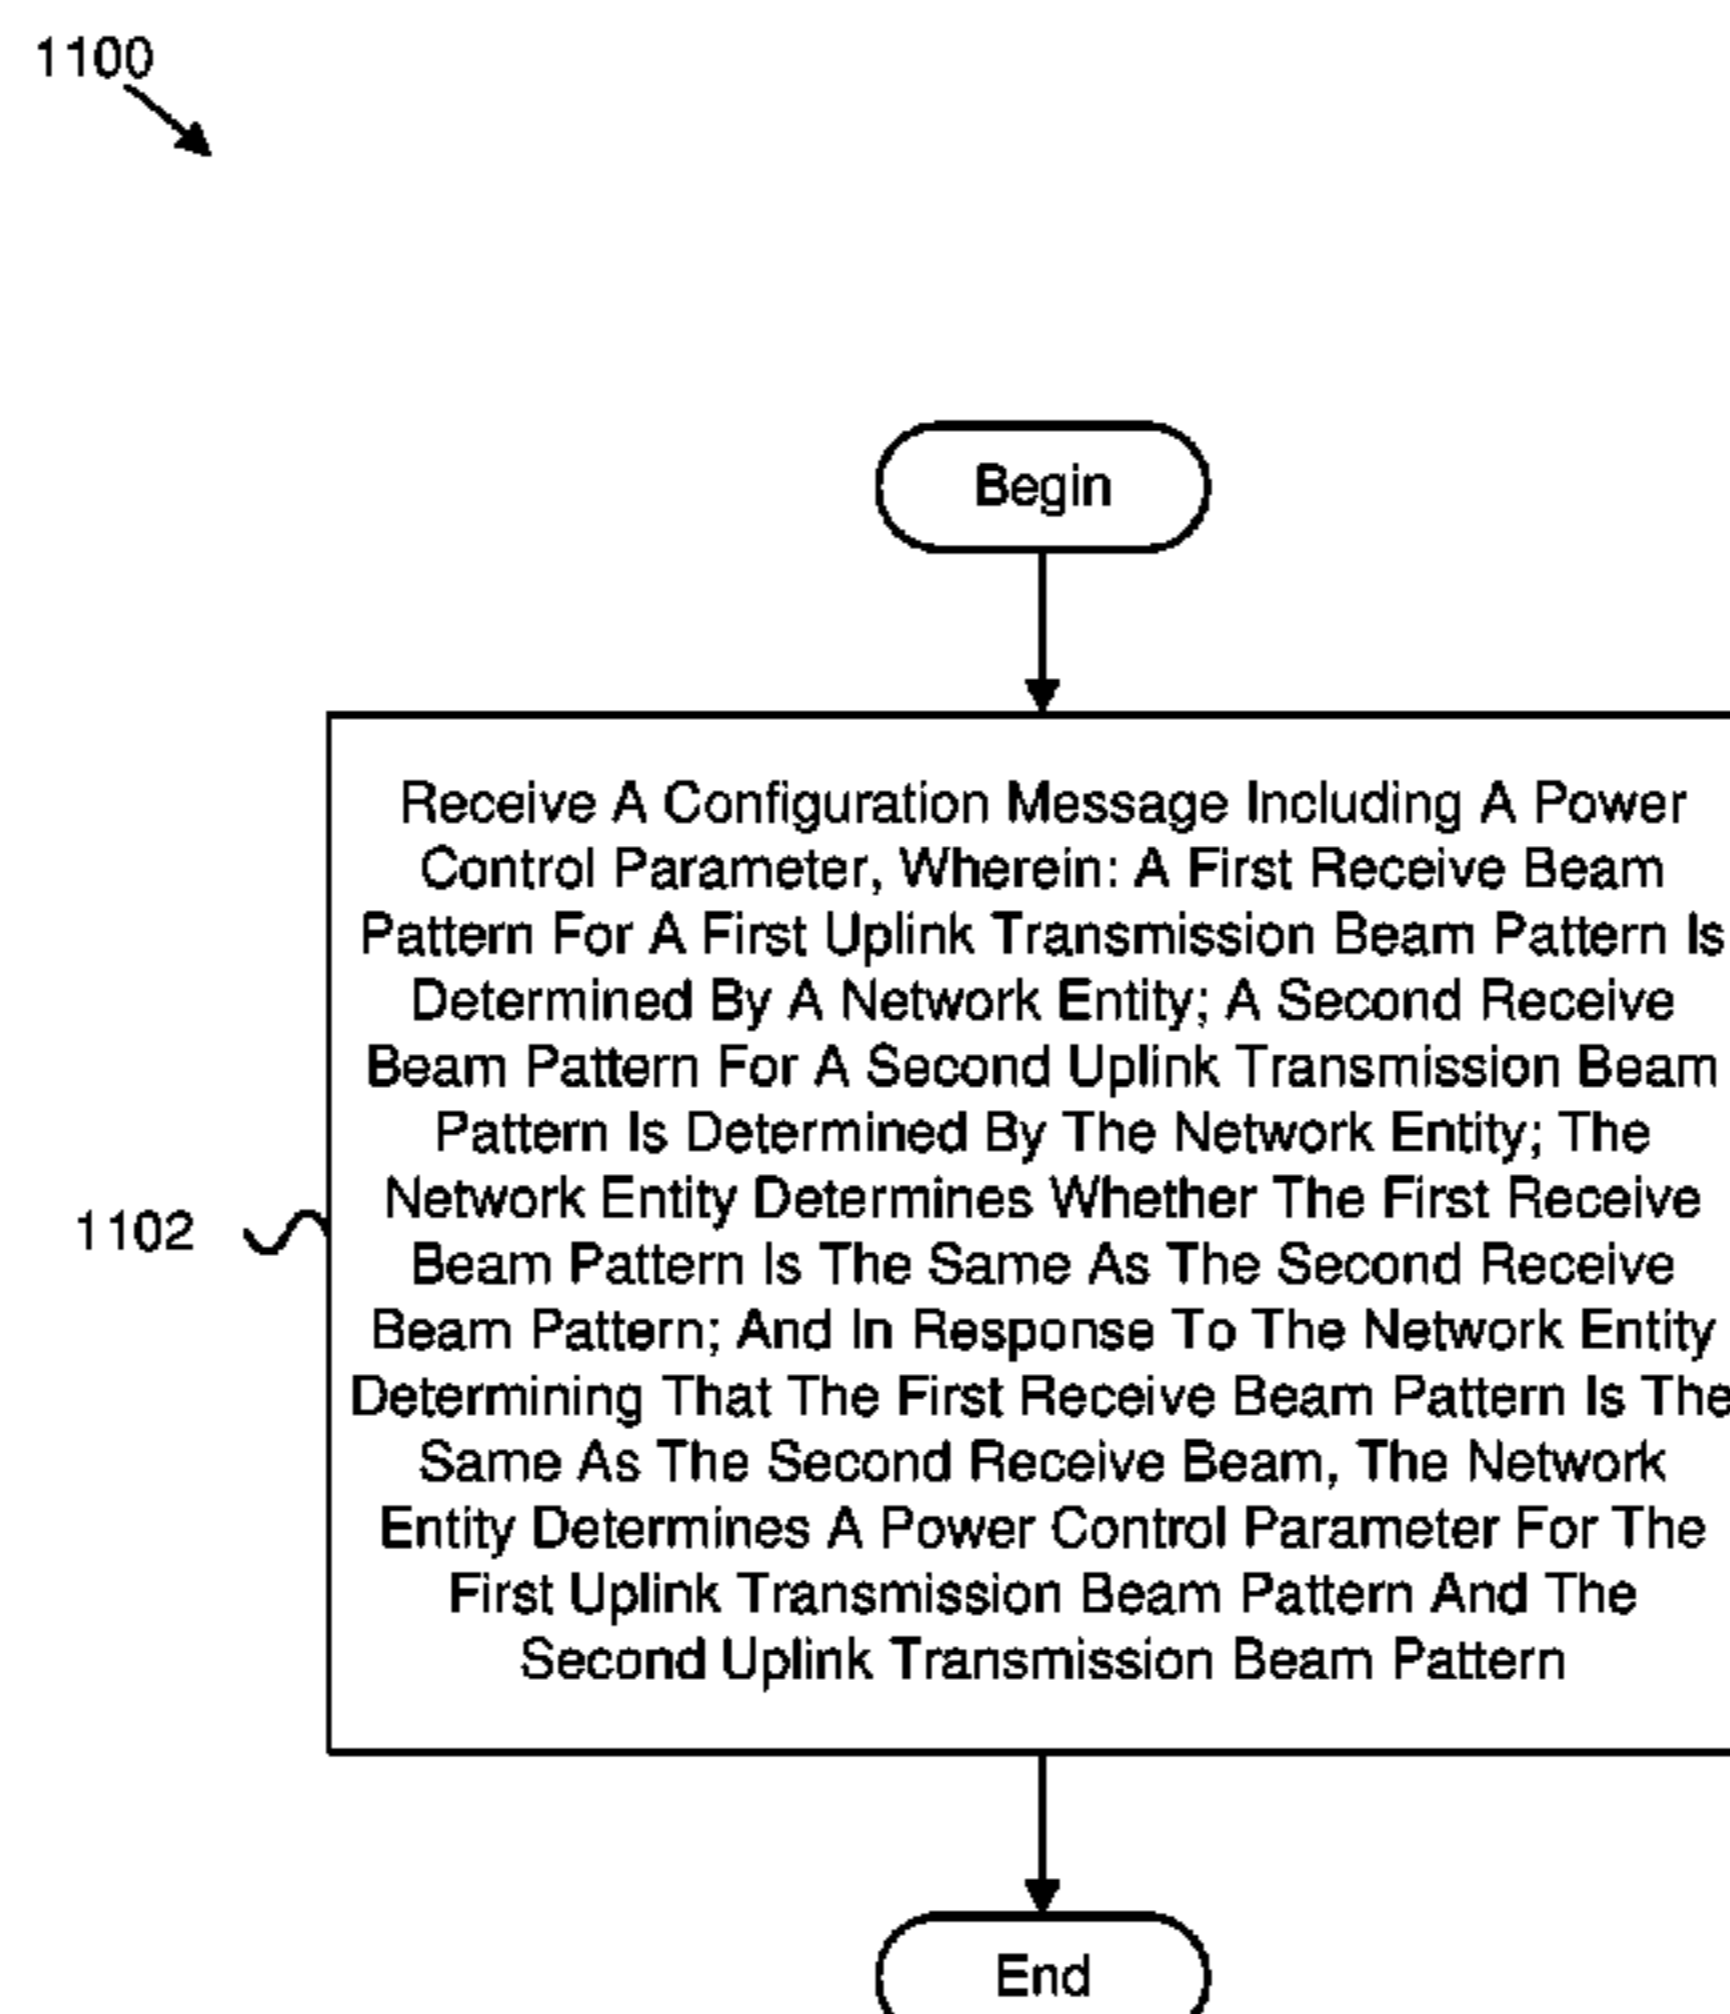 1100
Begin
Receive A Configuration Message Including A Power
Control Parameter, Wherein: A First Receive Beam
Pattern For A First Uplink Transmission Beam Pattern Is
Determined By A Network Entity; A Second Receive
Beam Pattern For A Second Uplink Transmission Beam
Pattern Is Determined By The Network Entity; The
Network Entity Determines Whether The First Receive
1102
Beam Pattern Is The Same As The Second Receive
Beam Pattern; And In Response To The Network Entity
Determining That The First Receive Beam Pattern Is The
Same As The Second Receive Beam, The Network
Entity Determines A Power Control Parameter For The
First Uplink Transmission Beam Pattern And The
Second Uplink Transmission Beam Pattern
End